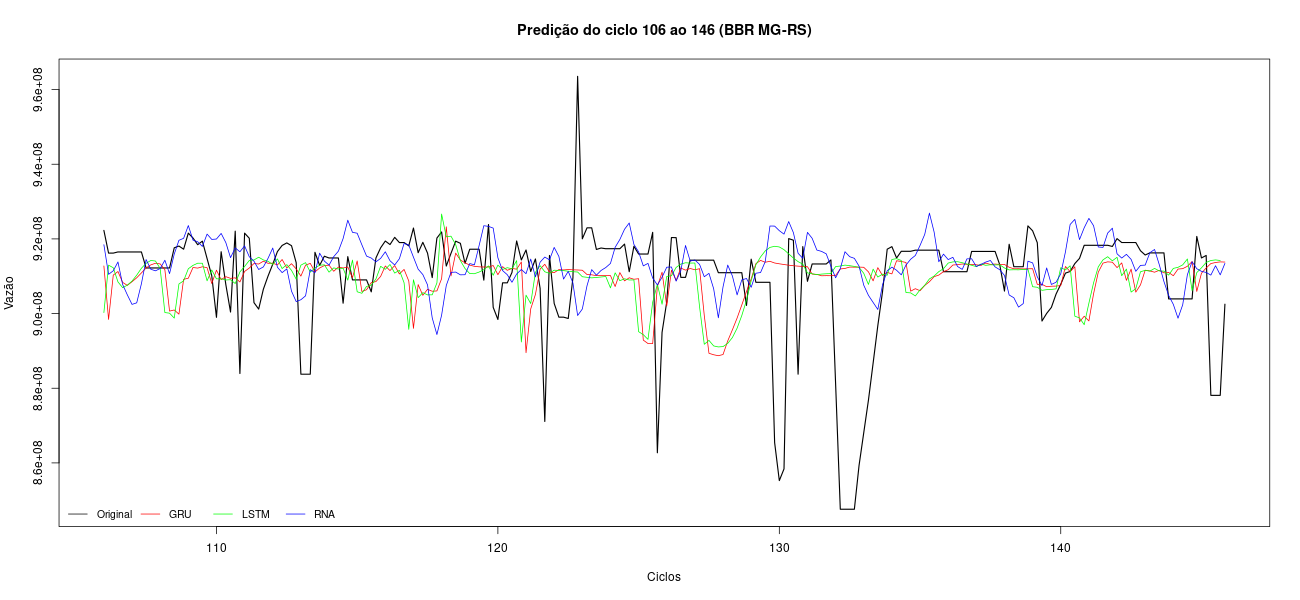 Predição do ciclo 106 ao 146 (BBR MG-RS)
Vazão
9.6e+08
9.4e+08
9.2e+08
9.0e+08
8.8e+08
8.6e+08
Original GRU LSTM RNA
110 120 130 140
Ciclos